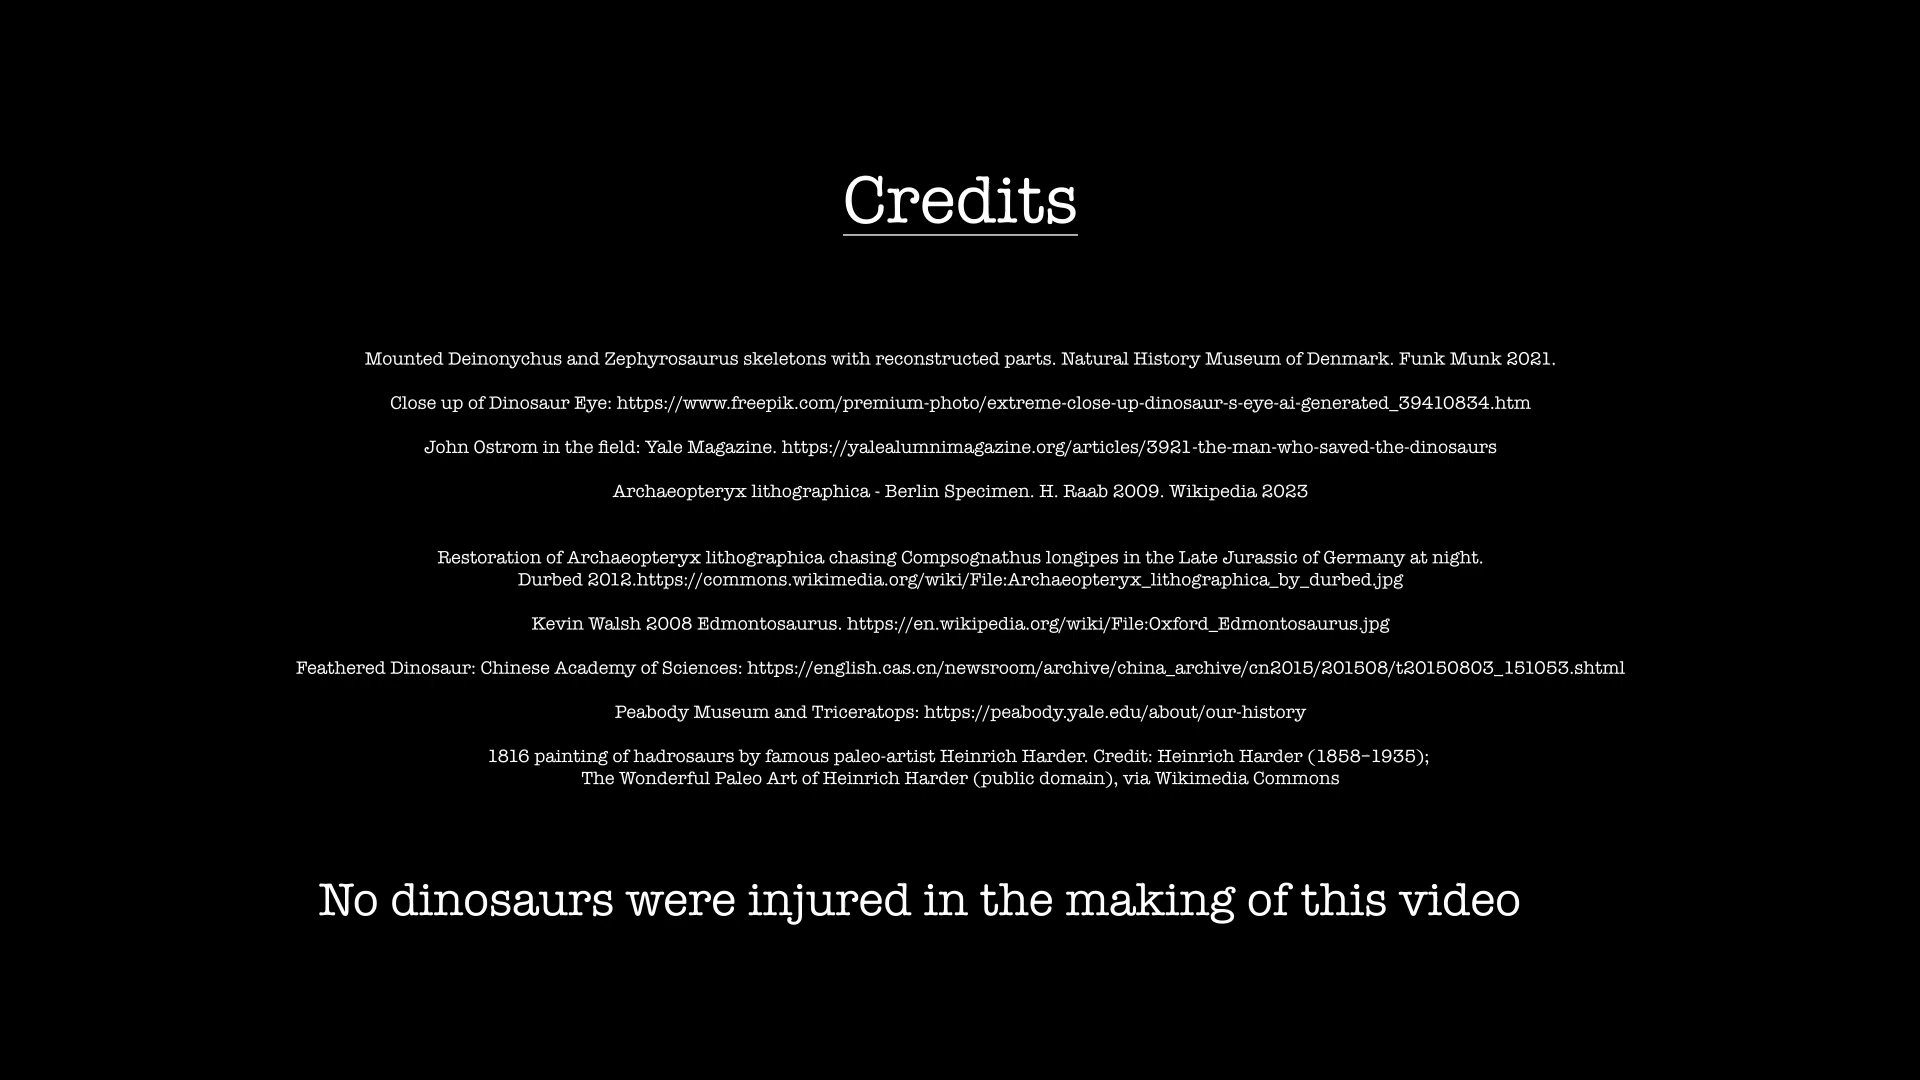 Credits
Mounted Deinonychus and Zephyrosaurus skeletons with reconstructed parts. Natural History Museum of Denmark. Funk Munk 2021.
Close up of Dinosaur Eye: https://www.freepik.com/premium-photo/extreme-close-up-dinosaur-s-eye-ai-generated_39410834.htm
John Ostrom in the field: Yale Magazine. https://yalealumnimagazine.org/articles/3921-the-man-who-saved-the-dinosaurs
Archaeopteryx lithographica - Berlin Specimen. H. Raab 2009. Wikipedia 2023
Restoration of Archaeopteryx lithographica chasing Compsognathus longipes in the Late Jurassic of Germany at night.
Durbed 2012.https://commons.wikimedia.org/wiki/File:Archaeopteryx_lithographica_by_durbed.jpg
Kevin Walsh 2008 Edmontosaurus. https://en.wikipedia.org/wiki/File:Oxford_Edmontosaurus.jpg
Feathered Dinosaur: Chinese Academy of Sciences: https://english.cas.cn/newsroom/archive/china_archive/cn2015/201508/t20150803_151053.shtml
Peabody Museum and Triceratops: https://peabody.yale.edu/about/our-history
1816 painting of hadrosaurs by famous paleo-artist Heinrich Harder. Credit: Heinrich Harder (1858–1935);
The Wonderful Paleo Art of Heinrich Harder (public domain), via Wikimedia Commons
No dinosaurs were injured in the making of this video